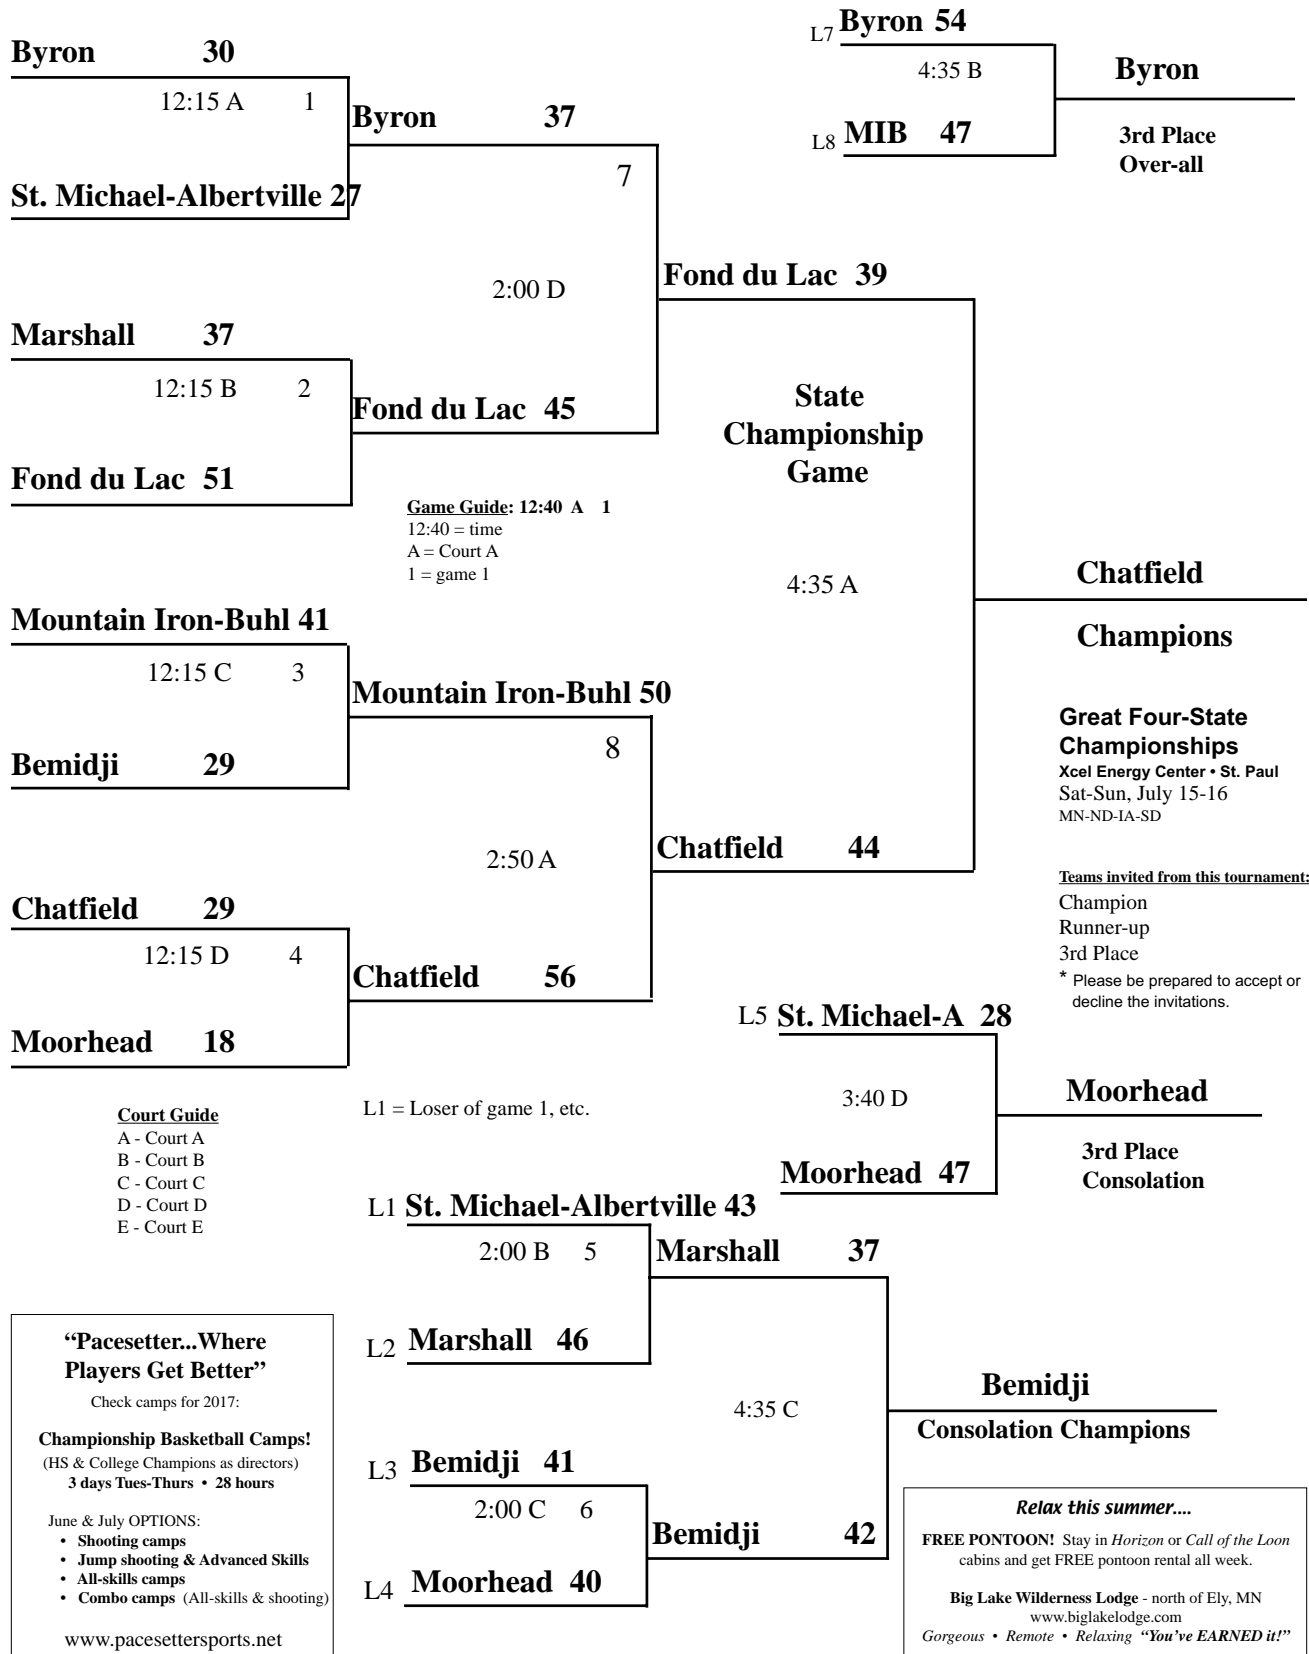 Byron 30
12:15 A 1
St. Michael-Albertville 27
Byron 37
7
2:00 D
Marshall 37
12:15 B 2
Fond du Lac 51
Fond du Lac 45
Game Guide: 12:40 A 1
12:40 = time
A = Court A
1 = game 1
Mountain Iron-Buhl 41
12:15 C 3
Bemidji 29
Mountain Iron-Buhl 50
8
2:50 A
Chatfield 29
12:15 D 4
Moorhead 18
Chatfield 56
Fond du Lac 39
State
Championship
Game
4:35 A
Chatfield 44
Chatfield
Champions
L7 Byron 54
4:35 B
L8 MIB 47
Byron
3rd Place
Over-all
Great Four-State
Championships
Xcel Energy Center • St. Paul
Sat-Sun, July 15-16
MN-ND-IA-SD
Teams invited from this tournament:
Champion
Runner-up
3rd Place
* Please be prepared to accept or
decline the invitations.
L5 St. Michael-A 28
3:40 D
Moorhead 47
Moorhead
3rd Place
Consolation
Court Guide
A - Court A
B - Court B
C - Court C
D - Court D
E - Court E
L1 = Loser of game 1, etc.
L1 St. Michael-Albertville 43
2:00 B 5
L2 Marshall 46
Marshall 37
4:35 C
L3 Bemidji 41
2:00 C 6
L4 Moorhead 40
Bemidji 42
Bemidji
Consolation Champions
“Pacesetter...Where
Players Get Better”
Check camps for 2017:
Championship Basketball Camps!
(HS & College Champions as directors)
3 days Tues-Thurs • 28 hours
June & July OPTIONS:
• Shooting camps
• Jump shooting & Advanced Skills
• All-skills camps
• Combo camps (All-skills & shooting)
www.pacesettersports.net
Relax this summer....
FREE PONTOON! Stay in Horizon or Call of the Loon
cabins and get FREE pontoon rental all week.
Big Lake Wilderness Lodge - north of Ely, MN
www.biglakelodge.com
Gorgeous • Remote • Relaxing “You’ve EARNED it!”